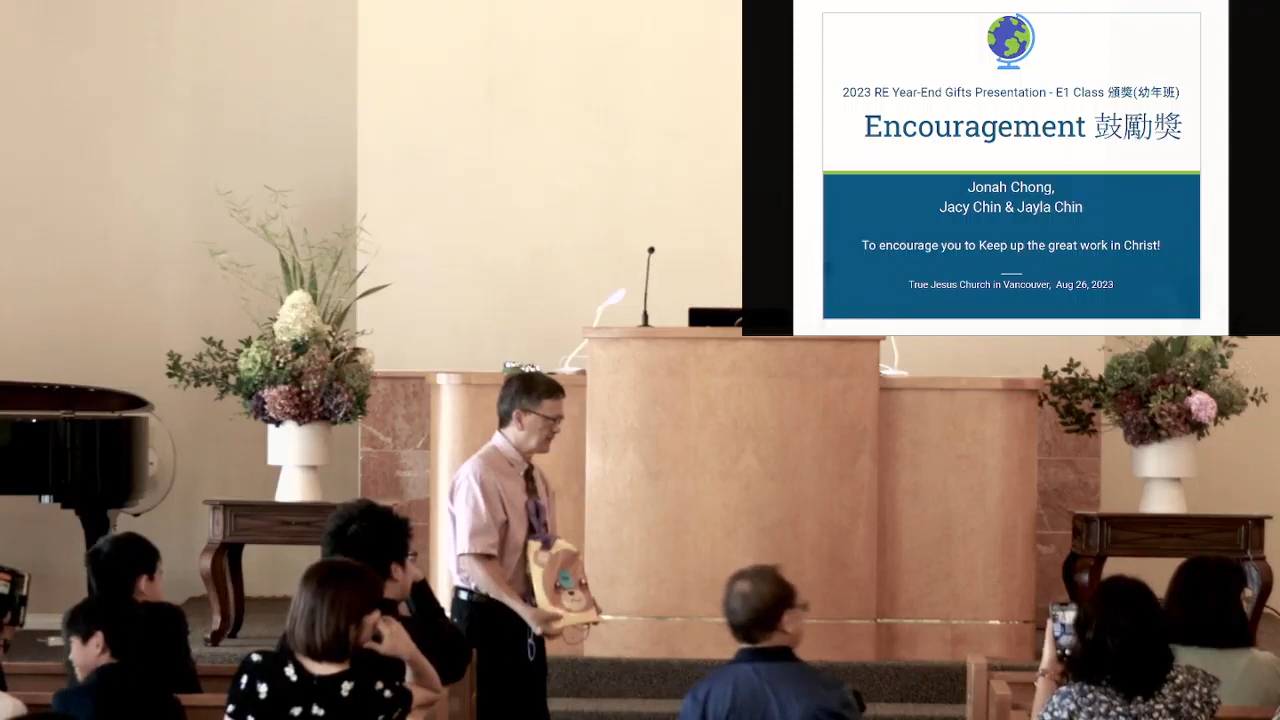 2023 RE Year-End Gifts Presentation - E1 Class 頒獎(幼年班)
Encouragement 鼓勵獎
Jonah Chong,
Jacy Chin & Jayla Chin
To encourage you to Keep up the great work in Christ!
True Jesus Church in Vancouver, Aug 26, 2023